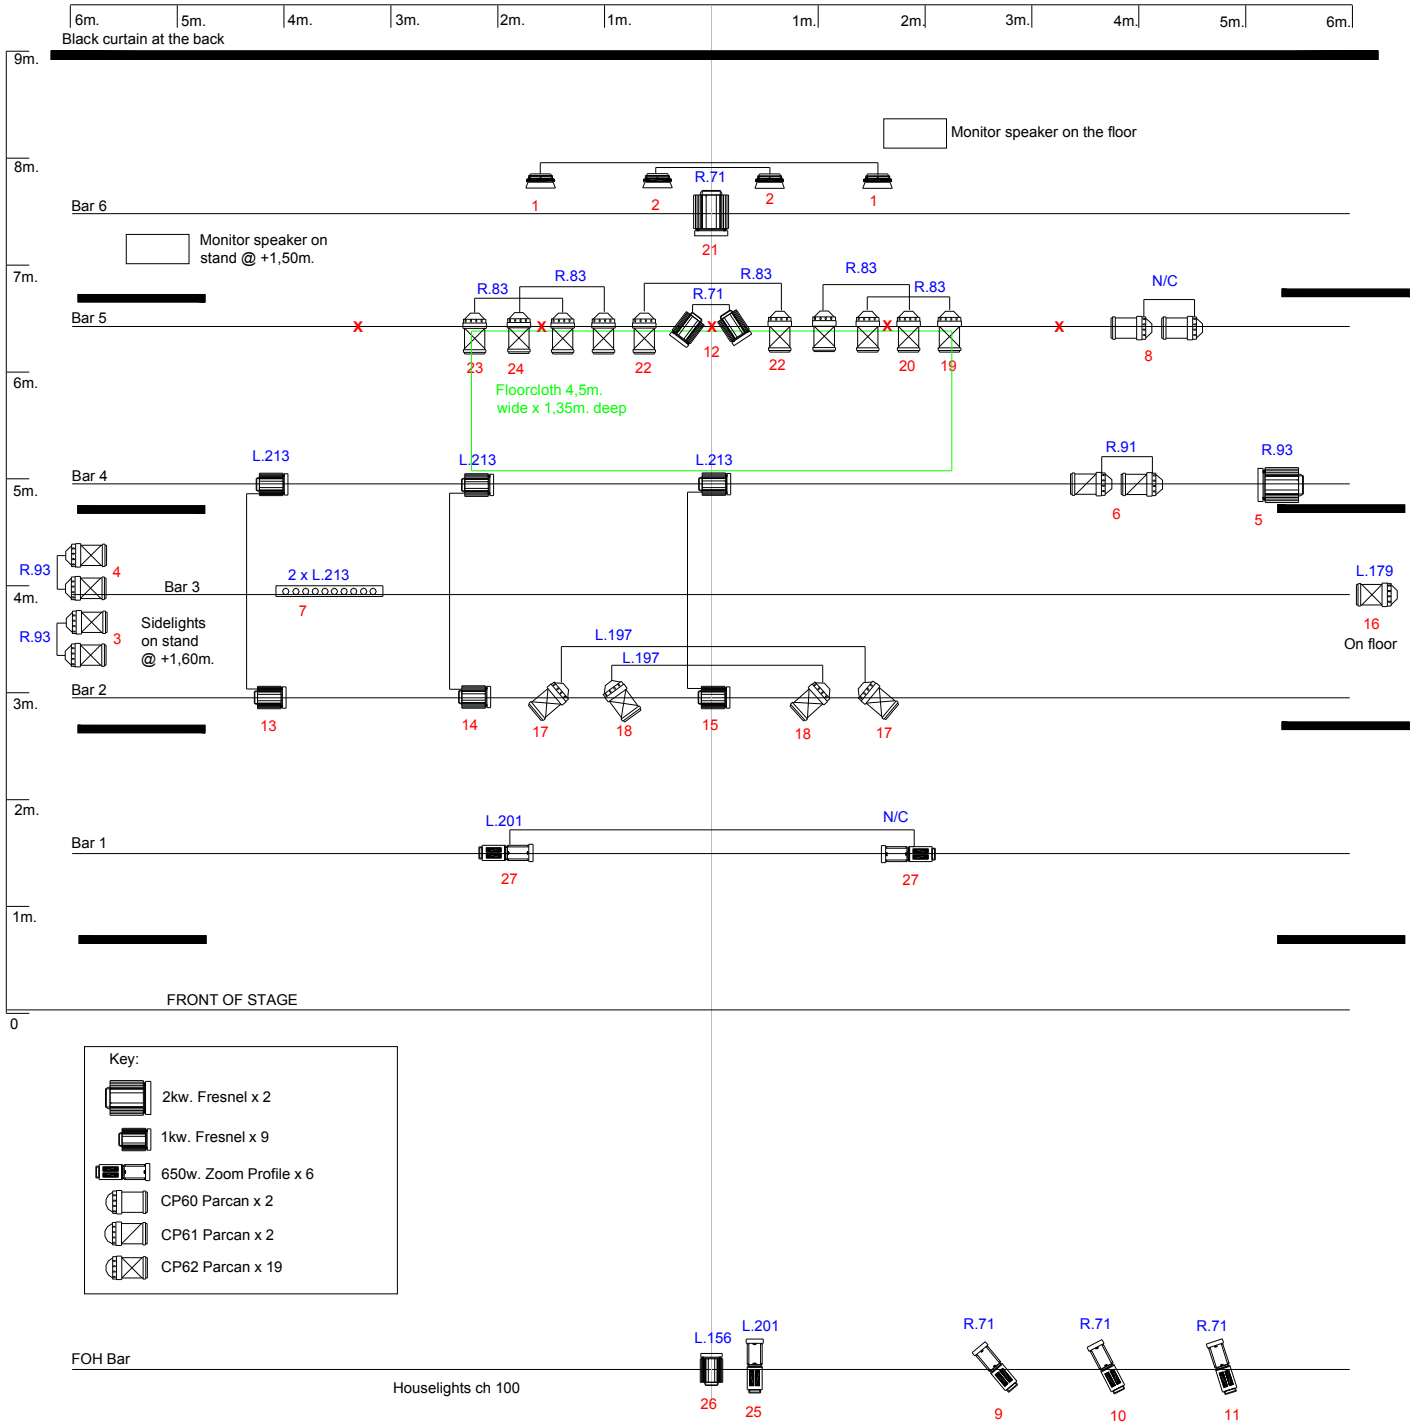 6m. 5m. 4m. 3m. 2m. 1m. 1m. 2m. 3m. 4m. 5m. 6m.
Black curtain at the back
9m.
Monitor speaker on the floor
8m.
R.71
1 2 2 1
Bar 6
21
Monitor speaker on
stand @ +1,50m.
7m.
R.83 R.83 R.83 R.83 R.83 N/C
R.71
Bar 5
x x x x x
12
23 24 22 22 20 19 8
6m.
Floorcloth 4,5m.
wide x 1,35m. deep
L.213 L.213 L.213 R.91 R.93
Bar 4
5m.
6 5
R.93
4
Bar 3
2 x L.213
L.179
4m.
7
16
On floor
R.93
3
Sidelights
on stand
@ +1,60m.
L.197
L.197
Bar 2
3m.
13 14 17 18 15 18 17
2m.
L.201 N/C
Bar 1
27 27
1m.
FRONT OF STAGE
0
Key:
2kw. Fresnel x 2
1kw. Fresnel x 9
650w. Zoom Profile x 6
CP60 Parcan x 2
CP61 Parcan x 2
CP62 Parcan x 19
L.156 L.201 R.71 R.71 R.71
FOH Bar
Houselights ch 100
26 25 9 10 11